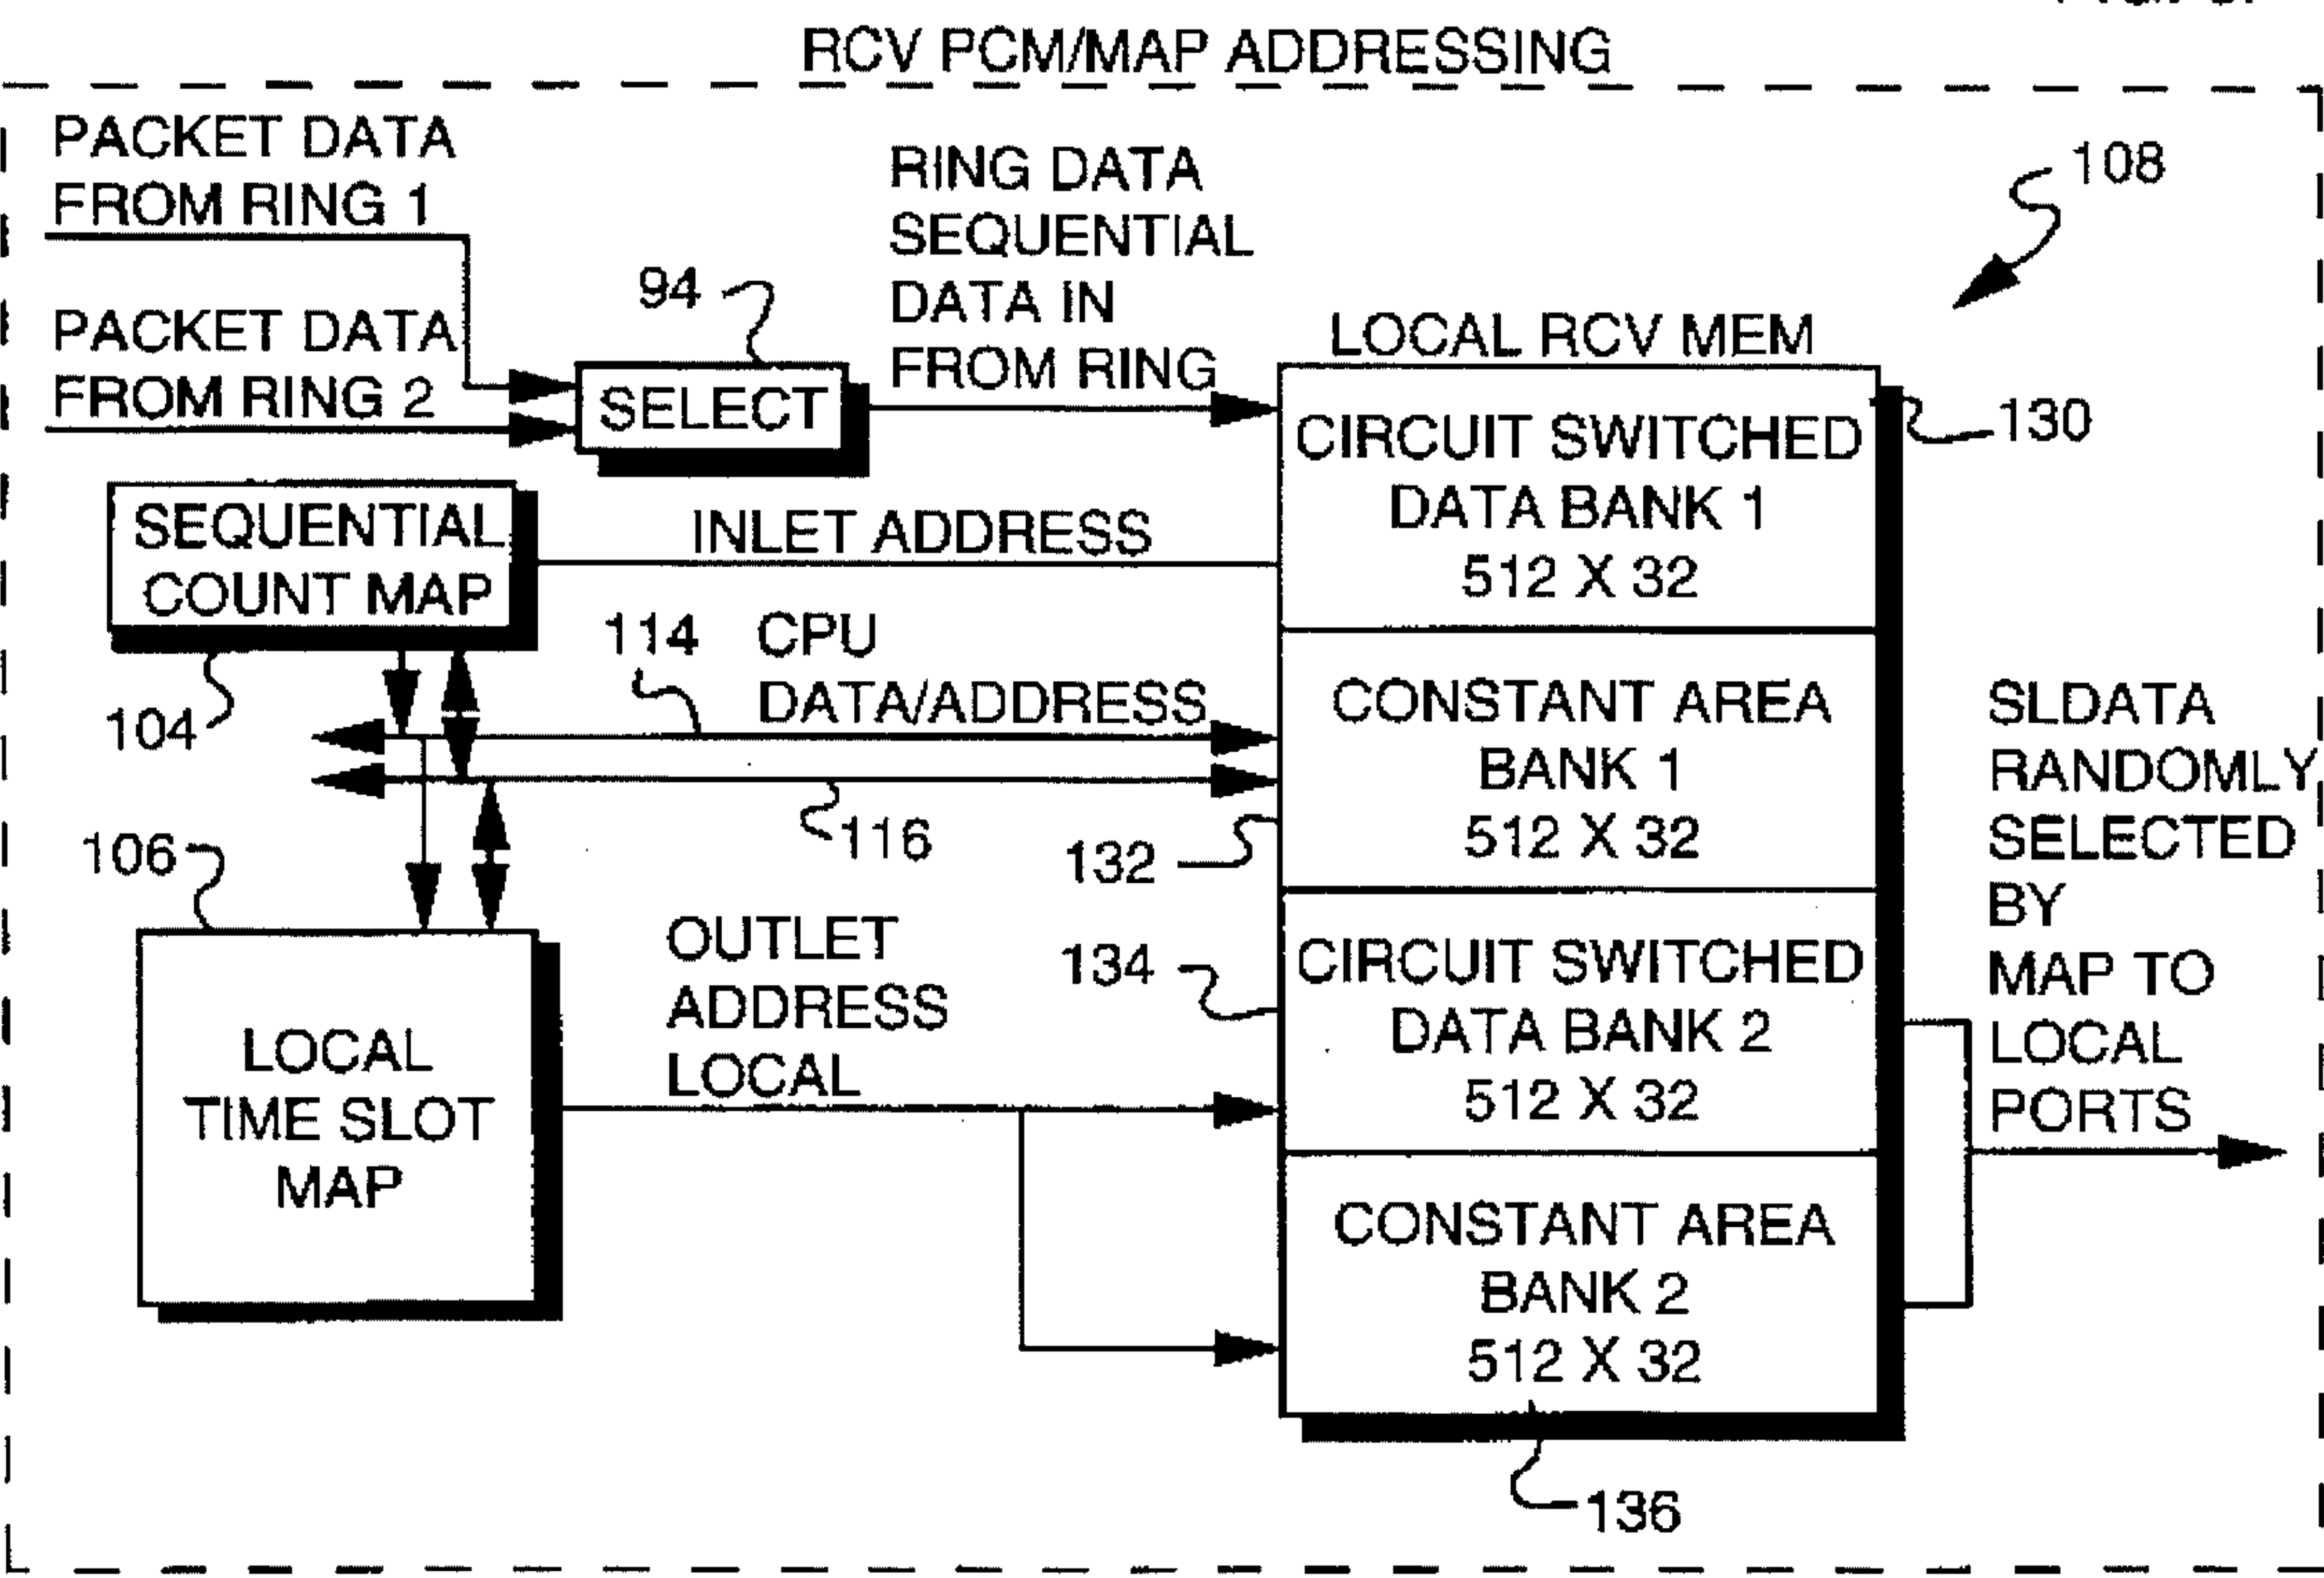 RCV PCM/MAP ADDRESSING
PACKET DATA
FROM RING 1
PACKET DATA
FROM RING 2
94
SELECT
RING DATA
SEQUENTIAL
DATA IN
FROM RING
108
LOCAL RCV MEM
130
CIRCUIT SWITCHED
DATA BANK 1
512 X 32
SEQUENTIAL
COUNT MAP
INLET ADDRESS
104
114
CPU
DATA/ADDRESS
116
CONSTANT AREA
BANK 1
512 X 32
132
106
LOCAL
TIME SLOT
MAP
OUTLET
ADDRESS
LOCAL
134
CIRCUIT SWITCHED
DATA BANK 2
512 X 32
CONSTANT AREA
BANK 2
512 X 32
136
SLDATA
RANDOMLY
SELECTED
BY
MAP TO
LOCAL
PORTS